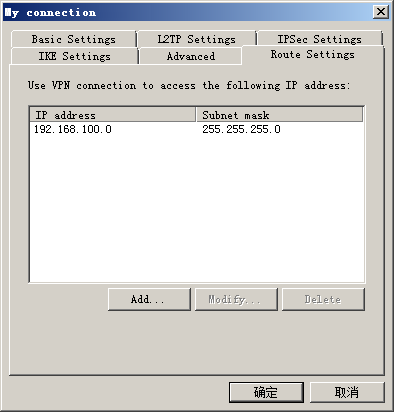 My connection
Basic Settings L2TP Settings IPSec Settings
IKE Settings Advanced Route Settings
Use VPN connection to access the following IP address:
IP address Subnet mask
192.168.100.0 255.255.255.0
Add... Modify... Delete
确定 取消